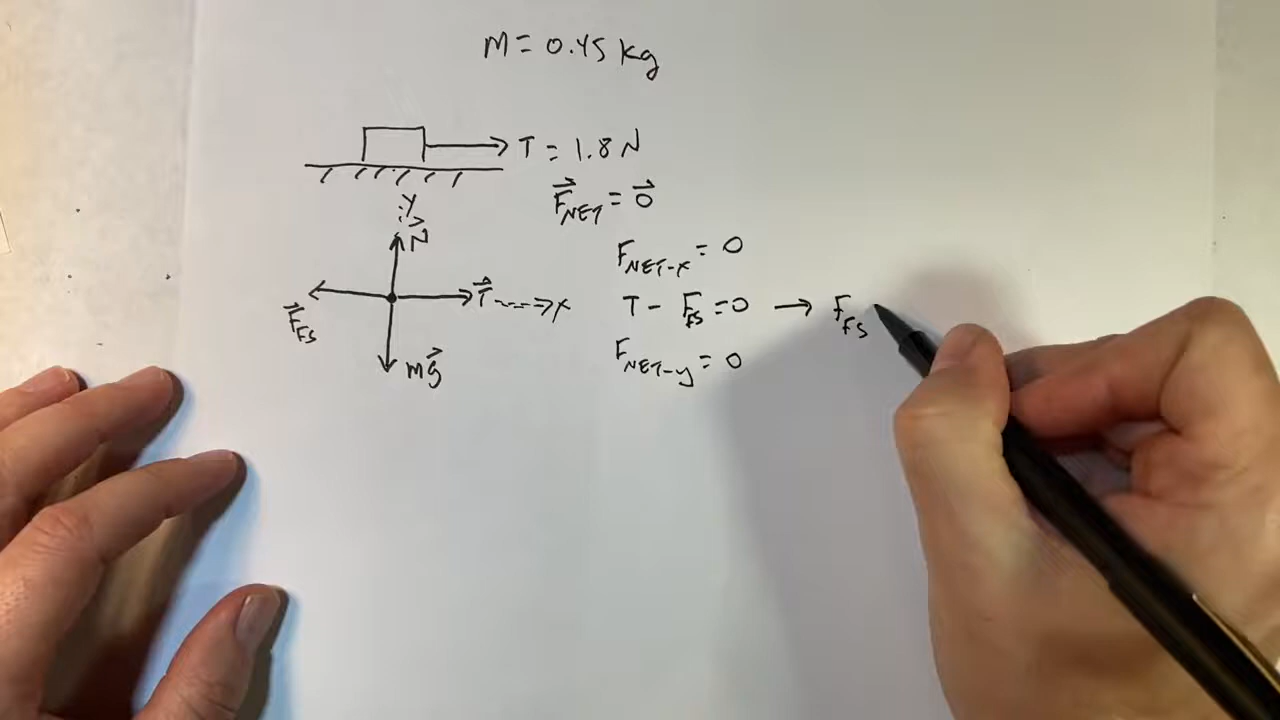 M = 0.45 kg
T = 1.8 N
F⃗NET = 0⃗
y
N⃗
FNET-x = 0
T⃗ x
F⃗FS
T - FFS = 0 → FFS
FNET-y = 0
mg⃗